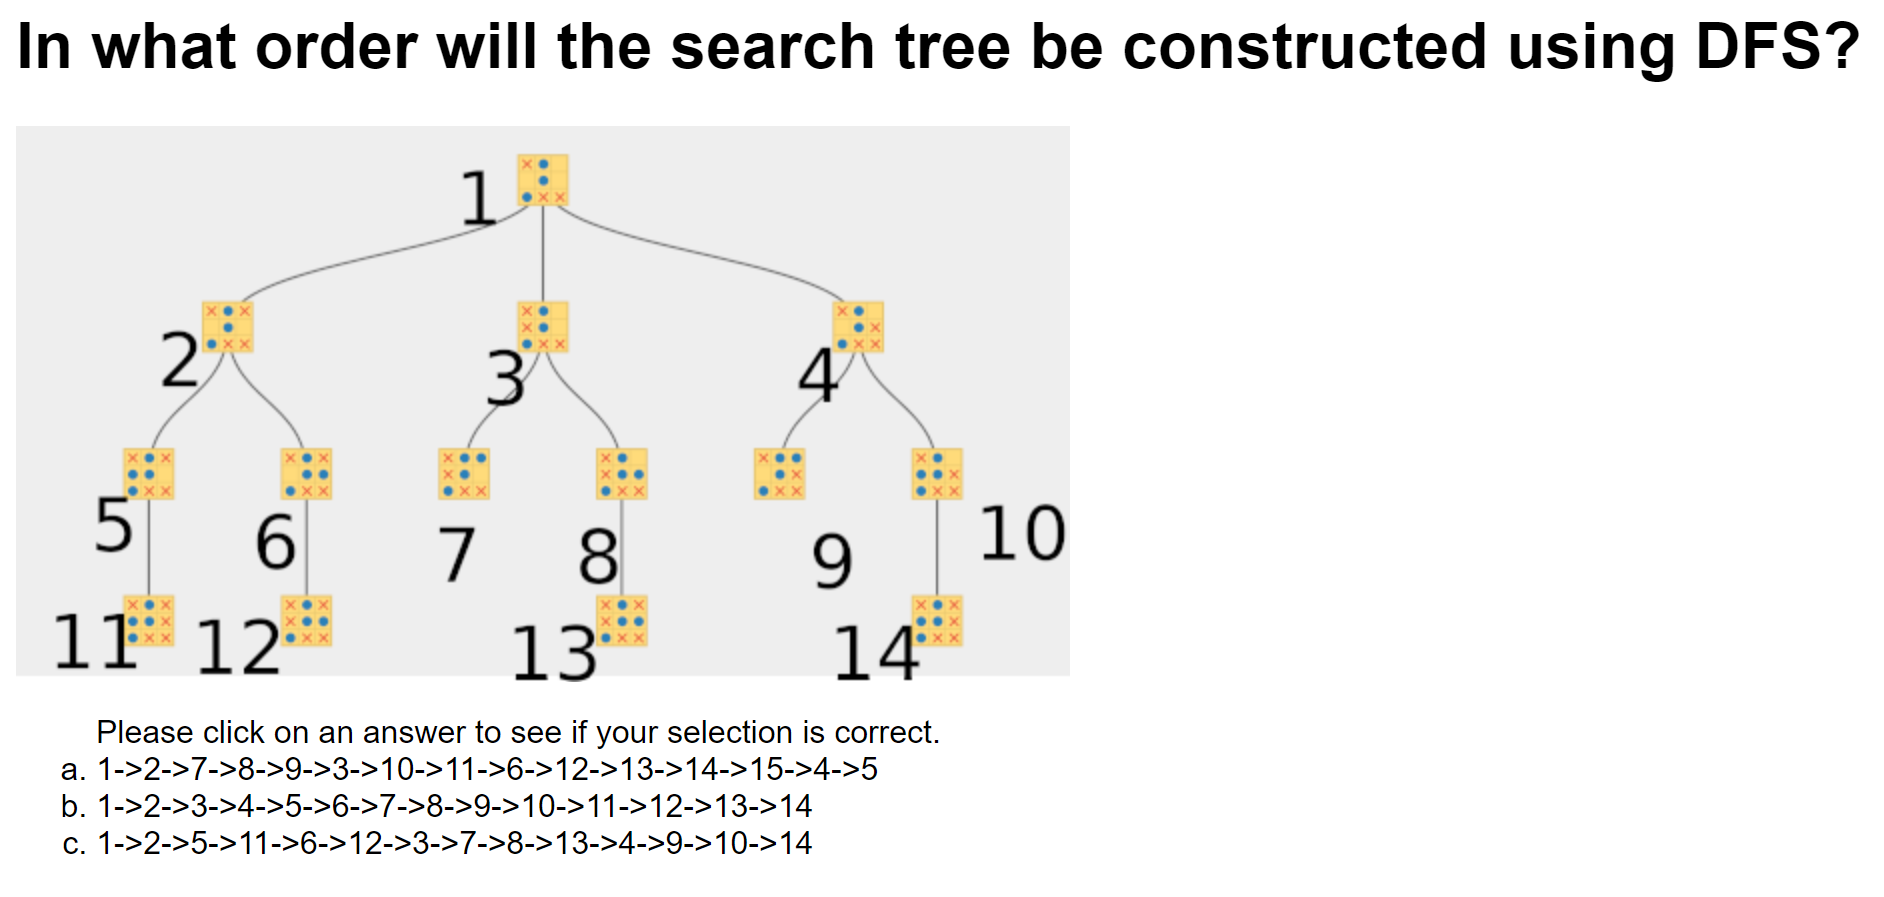 In what order will the search tree be constructed using DFS?
1
2
3
4
5
6
7
8
9
10
11
12
13
14
Please click on an answer to see if your selection is correct.
a. 1->2->7->8->9->3->10->11->6->12->13->14->15->4->5
b. 1->2->3->4->5->6->7->8->9->10->11->12->13->14
c. 1->2->5->11->6->12->3->7->8->13->4->9->10->14